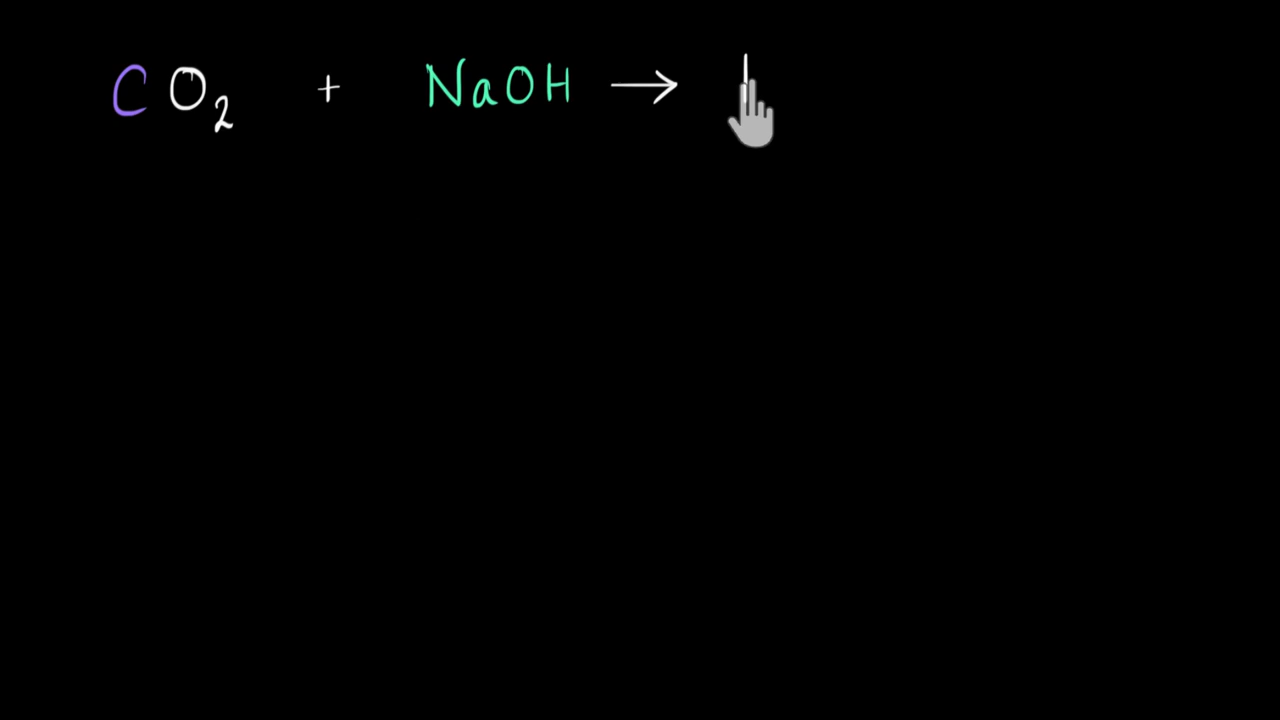 CO₂ + NaOH →